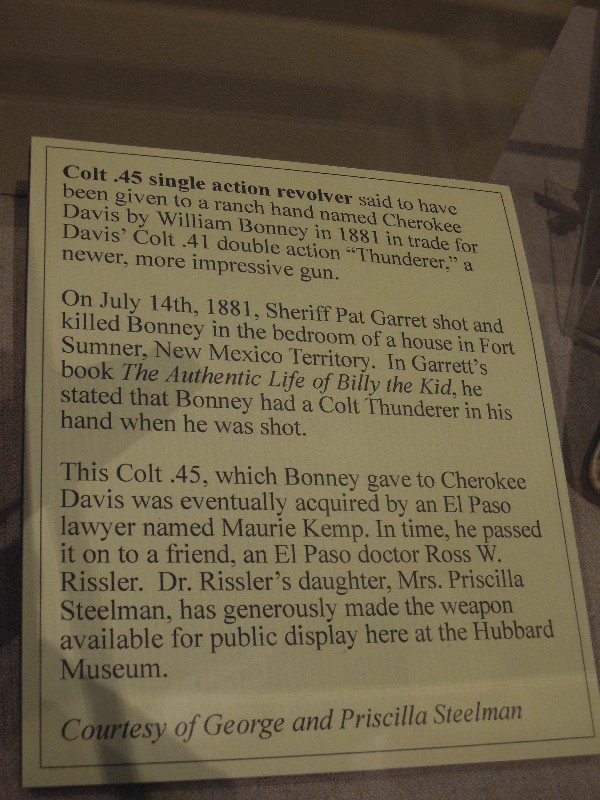 Colt .45 single action revolver said to have
been given to a ranch hand named Cherokee
Davis by William Bonney in 1881 in trade for
Davis' Colt .41 double action “Thunderer,” a
newer, more impressive gun.
On July 14th, 1881, Sheriff Pat Garret shot and
killed Bonney in the bedroom of a house in Fort
Sumner, New Mexico Territory. In Garrett's
book The Authentic Life of Billy the Kid, he
stated that Bonney had a Colt Thunderer in his
hand when he was shot.
This Colt .45, which Bonney gave to Cherokee
Davis was eventually acquired by an El Paso
lawyer named Maurie Kemp. In time, he passed
it on to a friend, an El Paso doctor Ross W.
Rissler. Dr. Rissler's daughter, Mrs. Priscilla
Steelman, has generously made the weapon
available for public display here at the Hubbard
Museum.
Courtesy of George and Priscilla Steelman